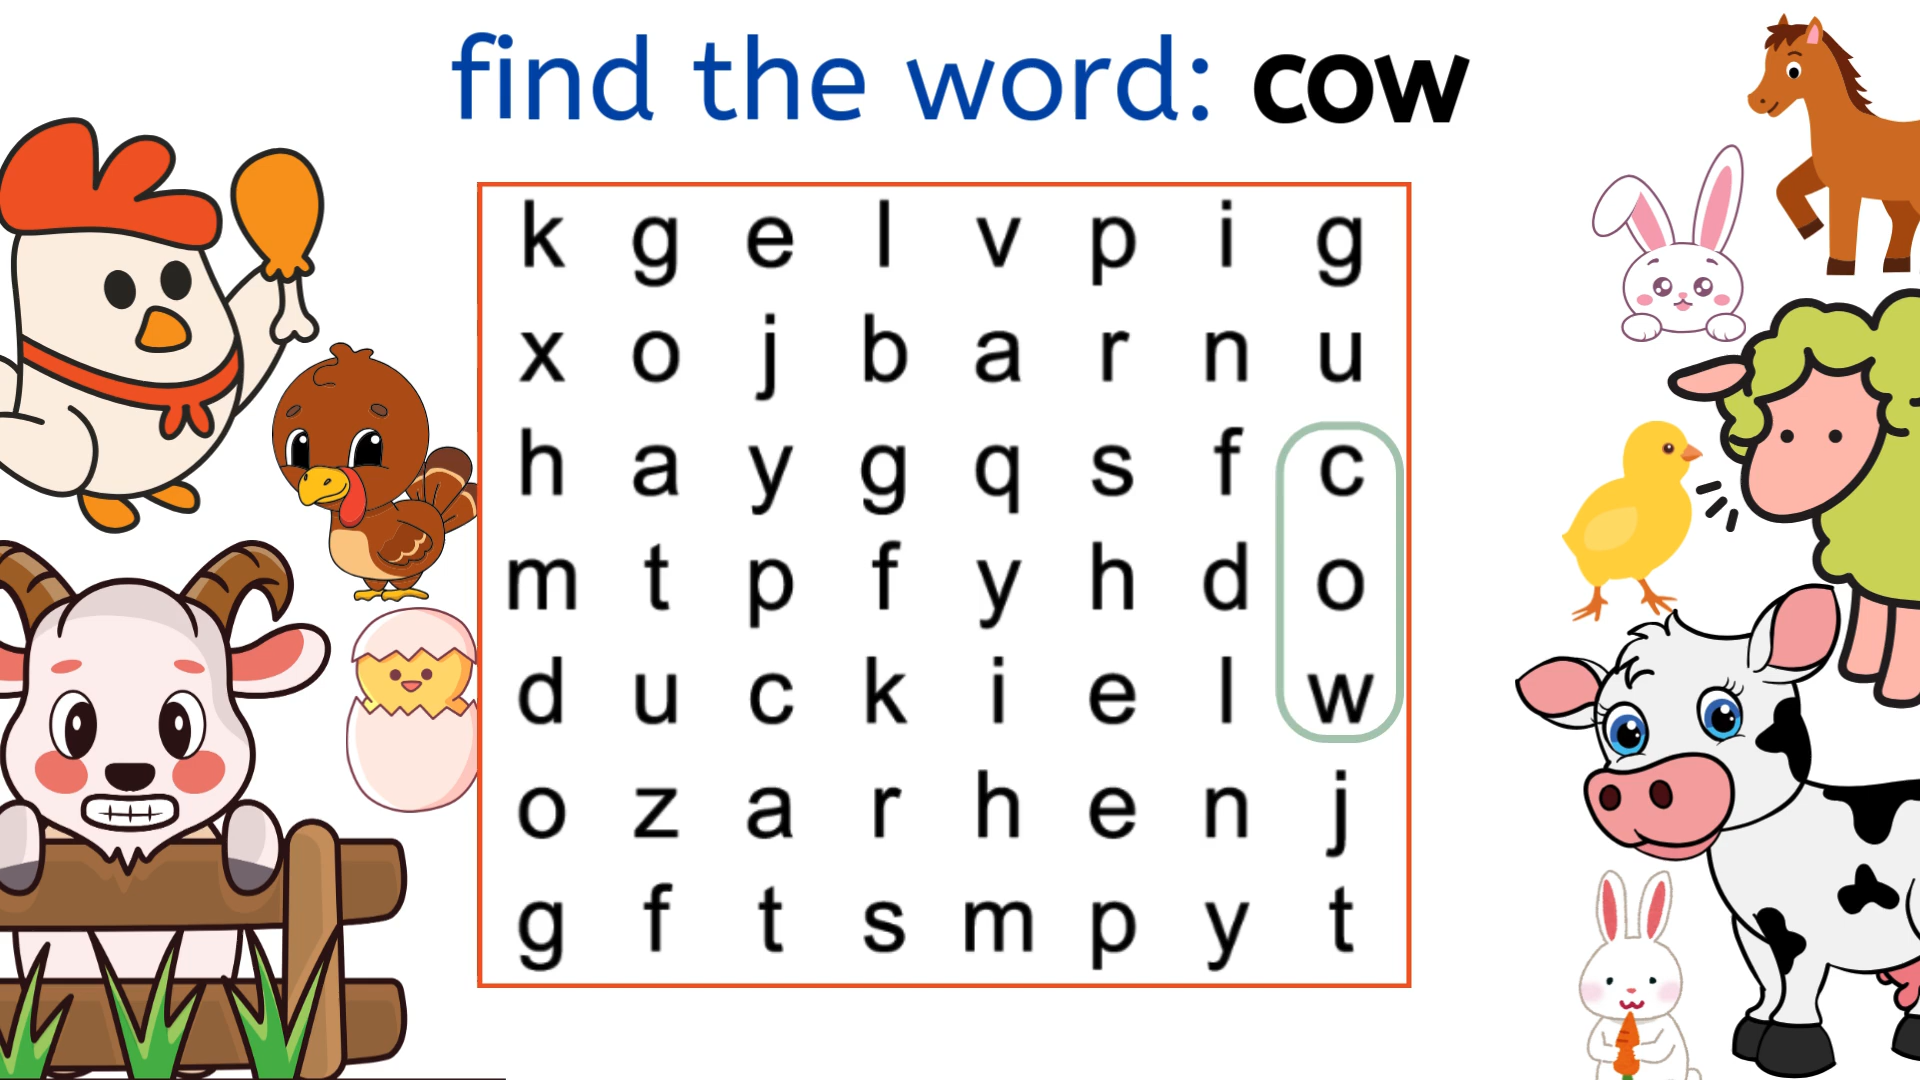 find the word: cow
k g e l v p i g
x o j b a r n u
h a y g q s f c
m t p f y h d o
d u c k i e l w
o z a r h e n j
g f t s m p y t